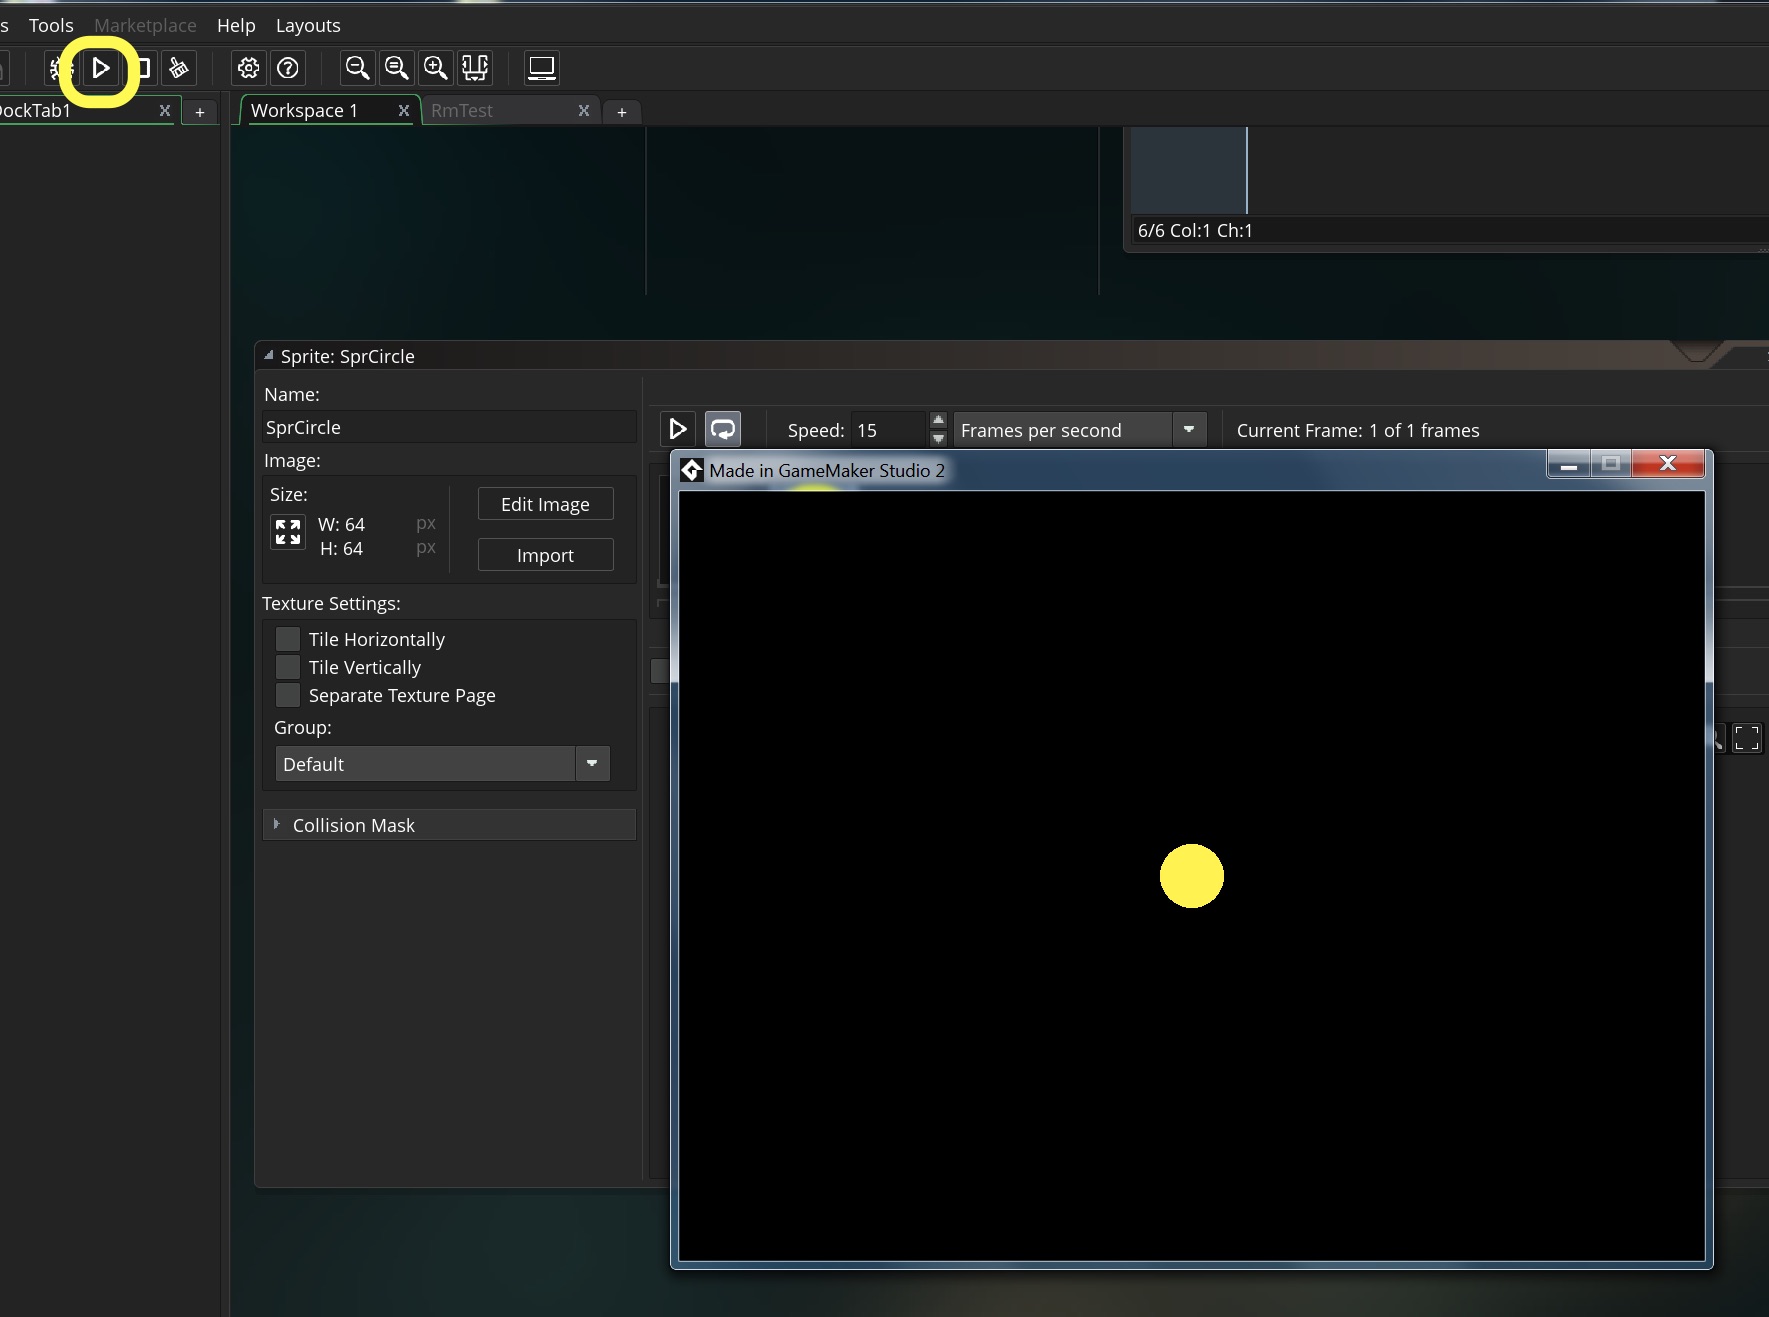 s Tools Marketplace Help Layouts
DockTab1 X +
Workspace 1 X RmTest X +
6/6 Col:1 Ch:1
Sprite: SprCircle
Name:
SprCircle
Image:
Size:
W: 64 px
H: 64 px
Edit Image
Import
Texture Settings:
Tile Horizontally
Tile Vertically
Separate Texture Page
Group:
Default
Collision Mask
Speed: 15 Frames per second Current Frame: 1 of 1 frames
Made in GameMaker Studio 2